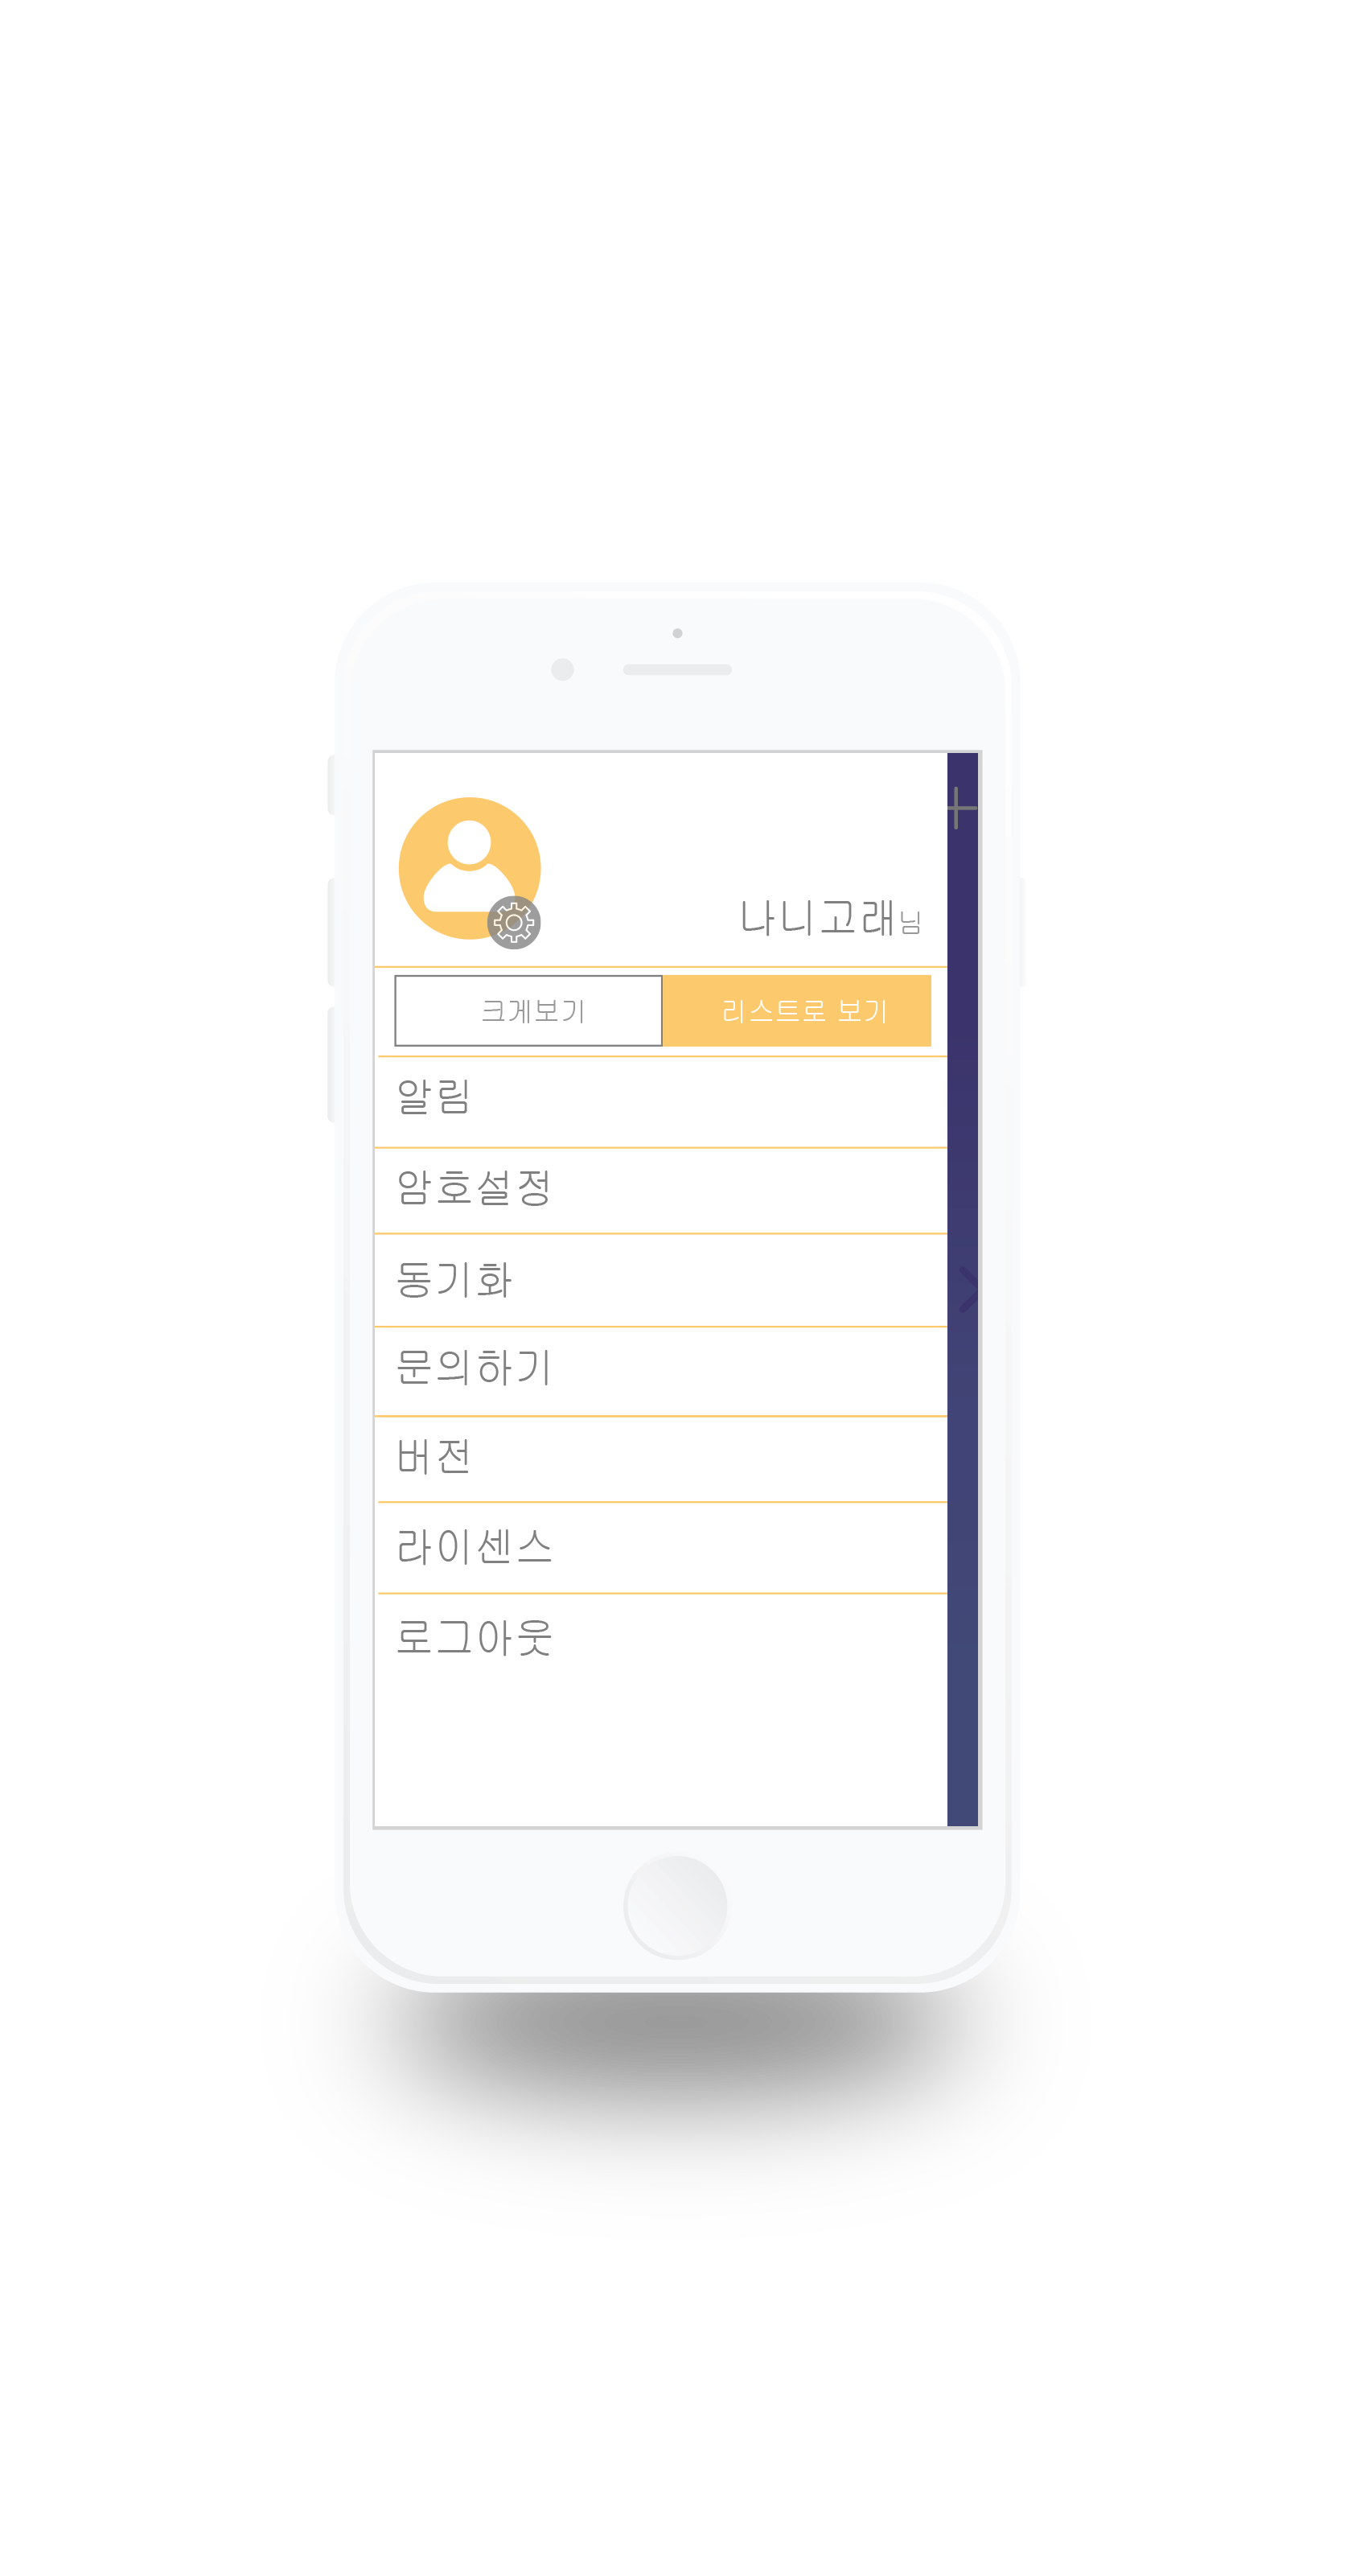 나니고래님
크게보기 리스트로 보기
알림
암호설정
동기화
문의하기
버전
라이센스
로그아웃